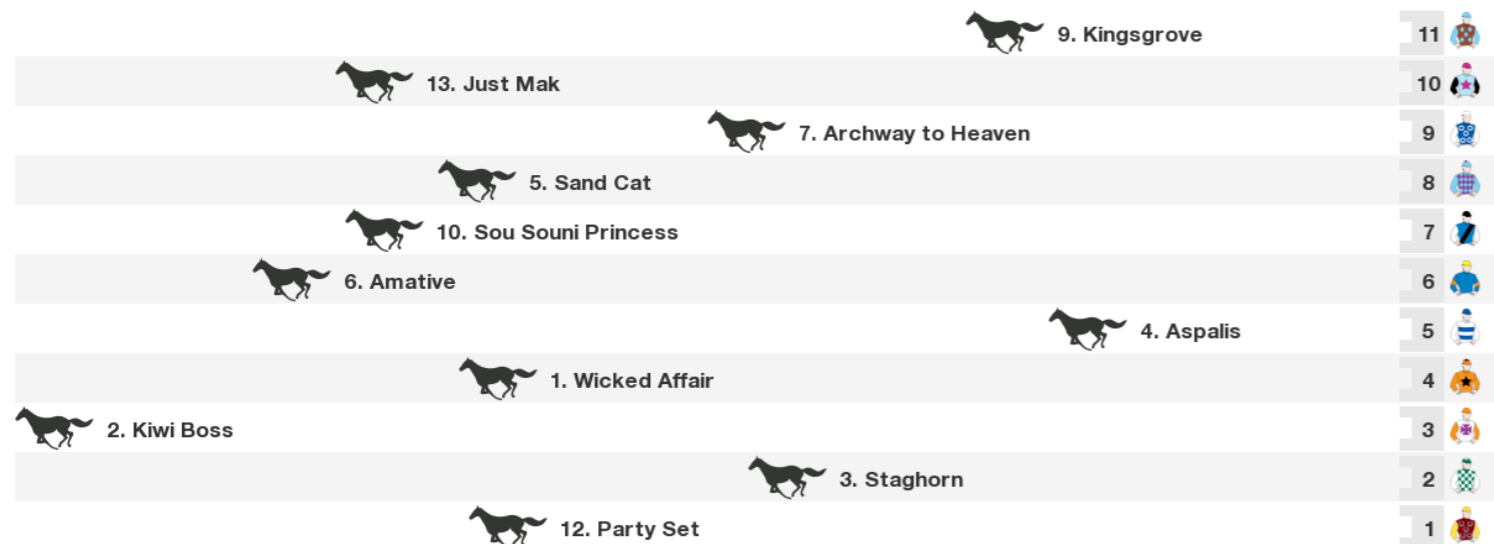 9. Kingsgrove 11
13. Just Mak 10
7. Archway to Heaven 9
5. Sand Cat 8
10. Sou Souni Princess 7
6. Amative 6
4. Aspalis 5
1. Wicked Affair 4
2. Kiwi Boss 3
3. Staghorn 2
12. Party Set 1